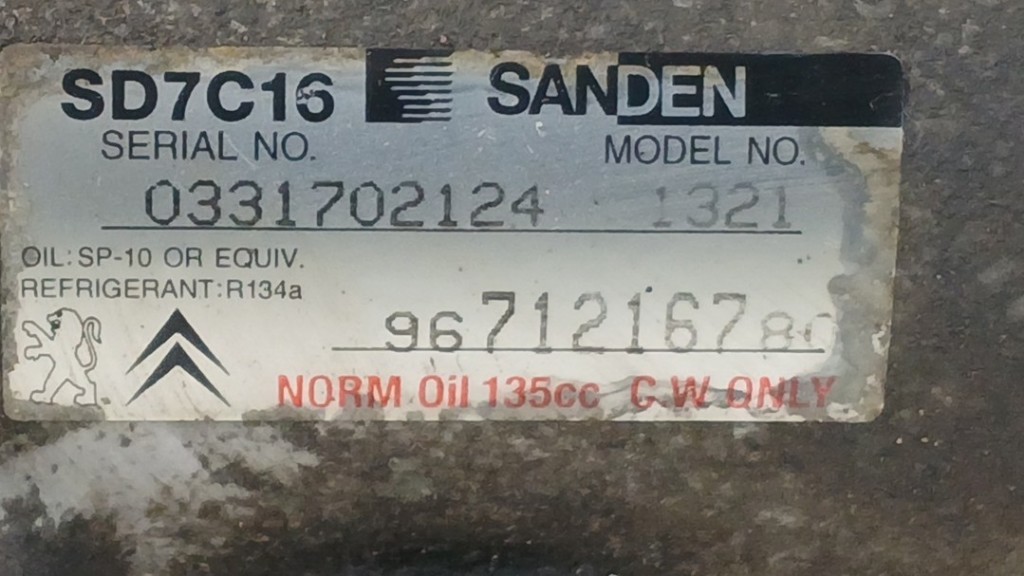 SD7C16 SANDEN
SERIAL NO. MODEL NO.
0331702124 1321
OIL: SP-10 OR EQUIV.
REFRIGERANT: R134a
9671216780
NORM Oil 135cc C.W ONLY